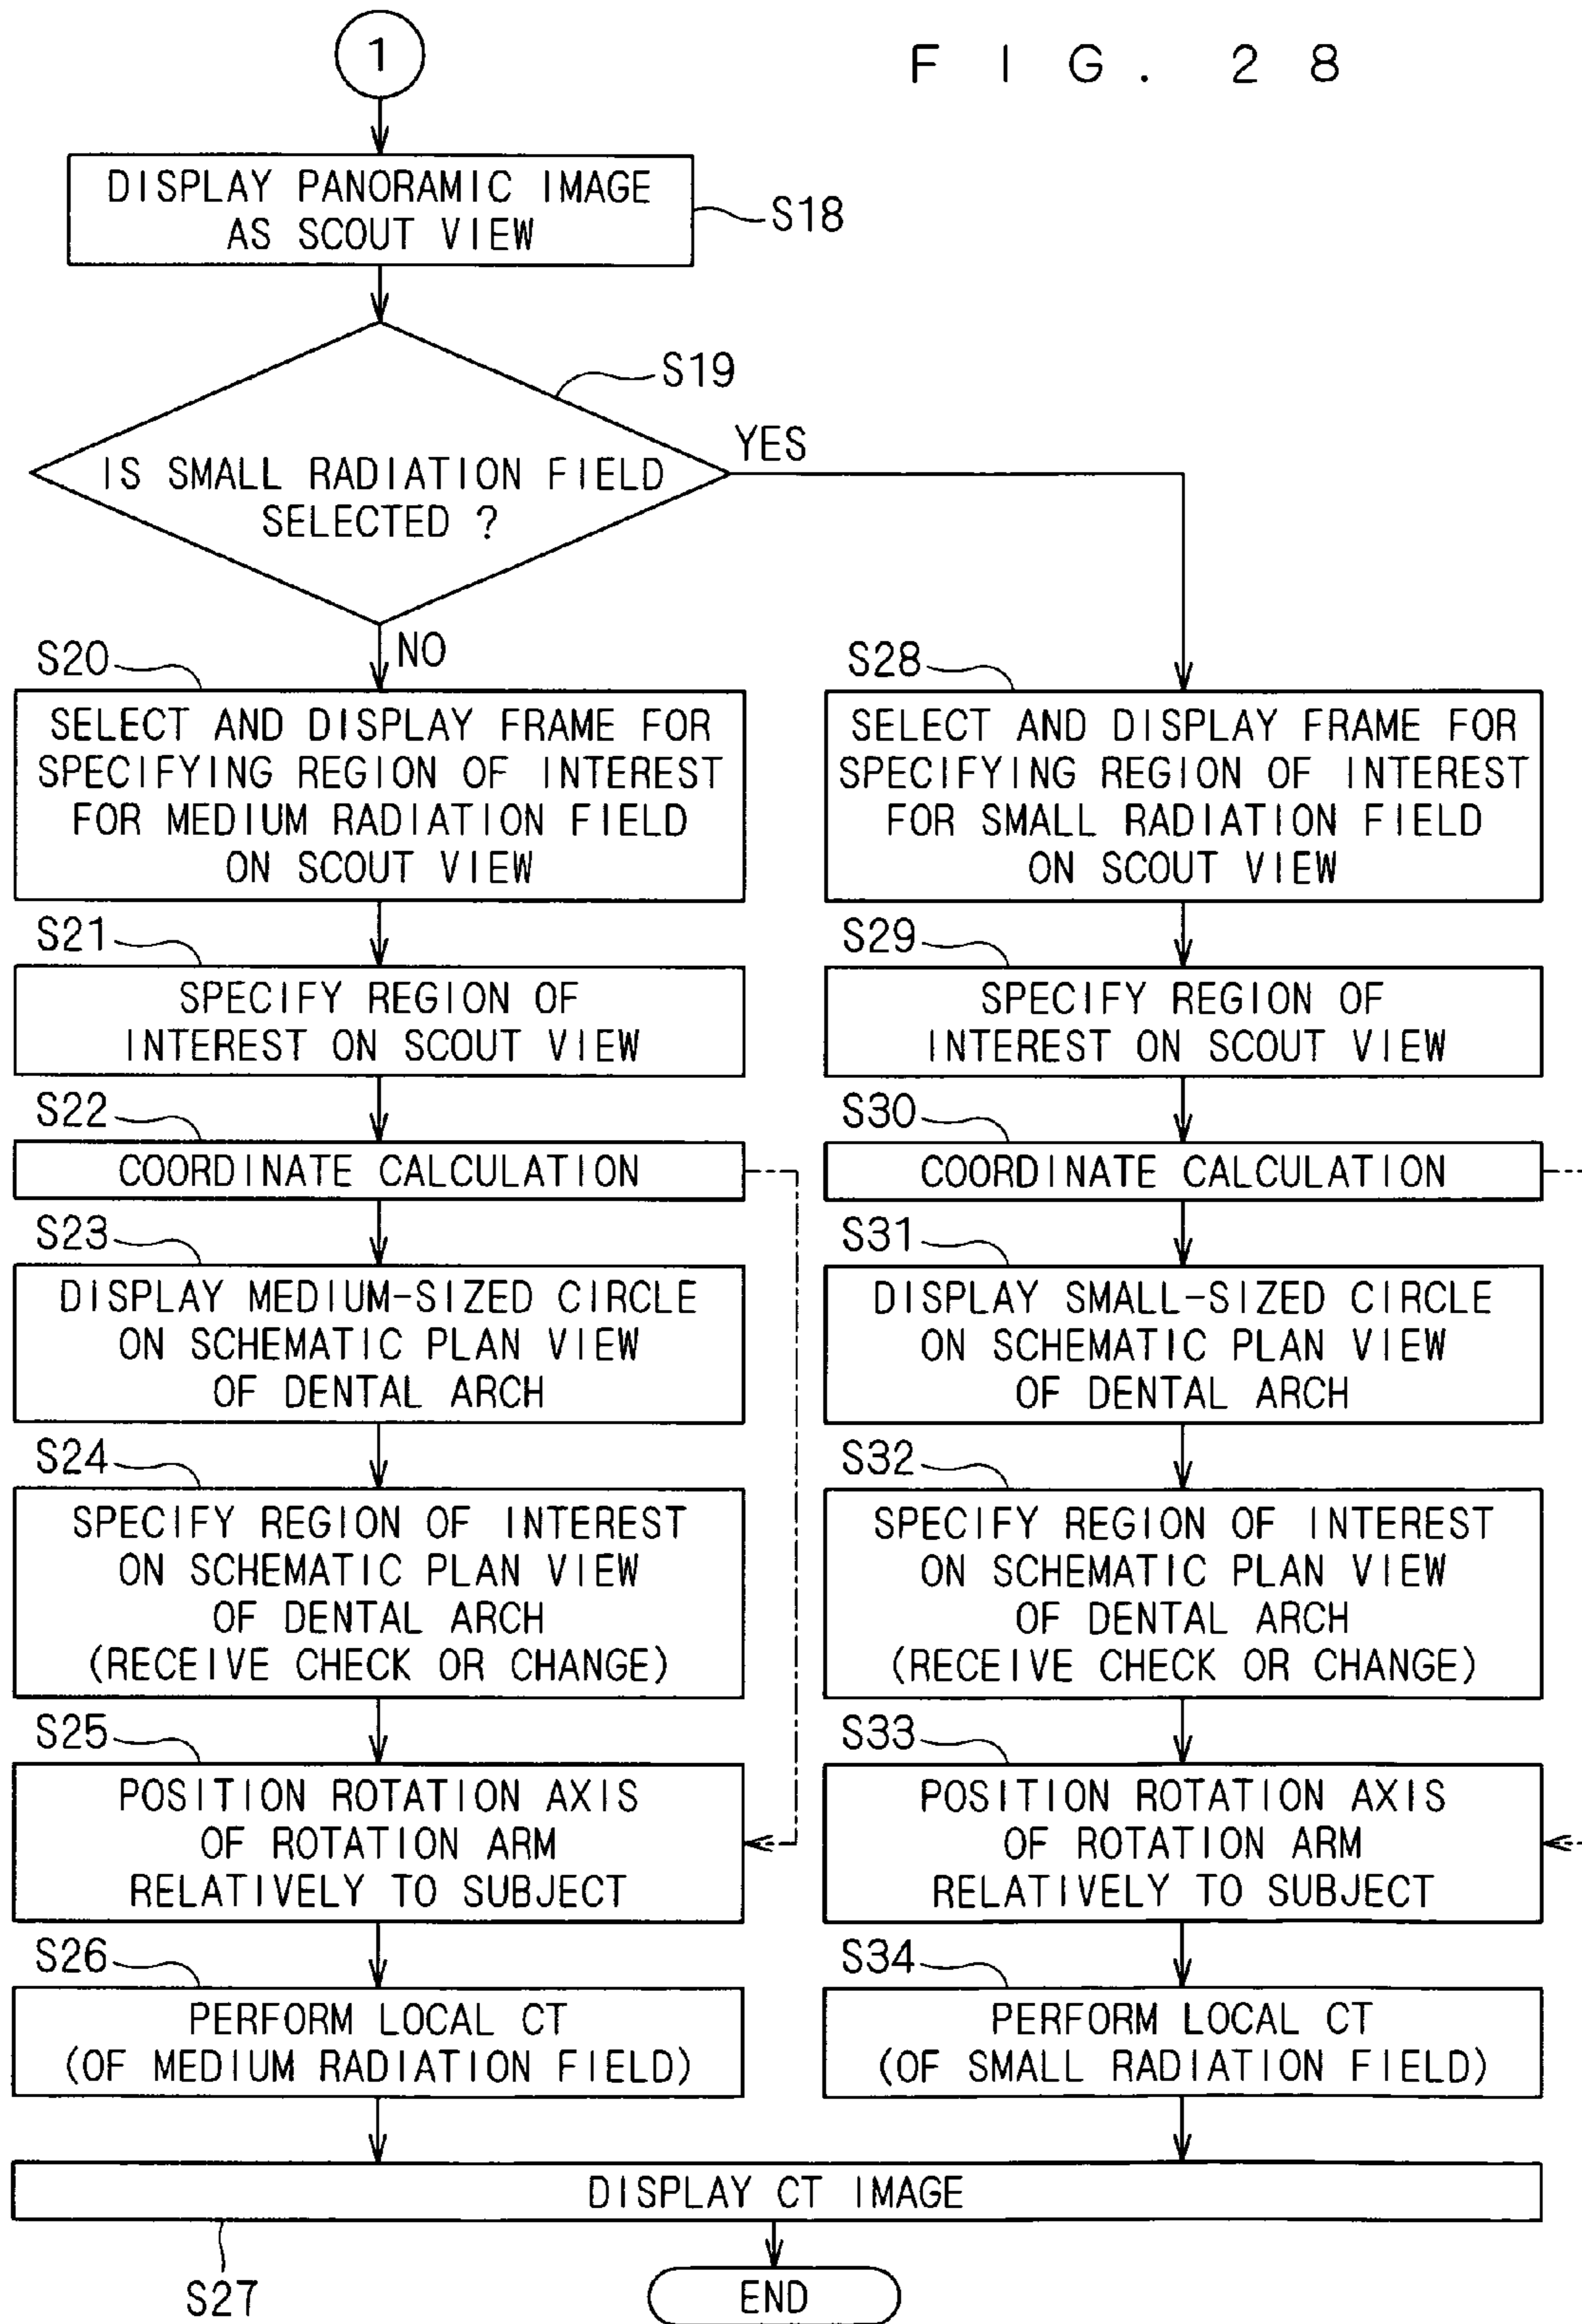 FIG. 28
1
DISPLAY PANORAMIC IMAGE
AS SCOUT VIEW
S18
S19
IS SMALL RADIATION FIELD
SELECTED ?
YES
NO
S20
SELECT AND DISPLAY FRAME FOR
SPECIFYING REGION OF INTEREST
FOR MEDIUM RADIATION FIELD
ON SCOUT VIEW
S21
SPECIFY REGION OF
INTEREST ON SCOUT VIEW
S22
COORDINATE CALCULATION
S23
DISPLAY MEDIUM-SIZED CIRCLE
ON SCHEMATIC PLAN VIEW
OF DENTAL ARCH
S24
SPECIFY REGION OF INTEREST
ON SCHEMATIC PLAN VIEW
OF DENTAL ARCH
(RECEIVE CHECK OR CHANGE)
S25
POSITION ROTATION AXIS
OF ROTATION ARM
RELATIVELY TO SUBJECT
S26
PERFORM LOCAL CT
(OF MEDIUM RADIATION FIELD)
S28
SELECT AND DISPLAY FRAME FOR
SPECIFYING REGION OF INTEREST
FOR SMALL RADIATION FIELD
ON SCOUT VIEW
S29
SPECIFY REGION OF
INTEREST ON SCOUT VIEW
S30
COORDINATE CALCULATION
S31
DISPLAY SMALL-SIZED CIRCLE
ON SCHEMATIC PLAN VIEW
OF DENTAL ARCH
S32
SPECIFY REGION OF INTEREST
ON SCHEMATIC PLAN VIEW
OF DENTAL ARCH
(RECEIVE CHECK OR CHANGE)
S33
POSITION ROTATION AXIS
OF ROTATION ARM
RELATIVELY TO SUBJECT
S34
PERFORM LOCAL CT
(OF SMALL RADIATION FIELD)
DISPLAY CT IMAGE
S27
END